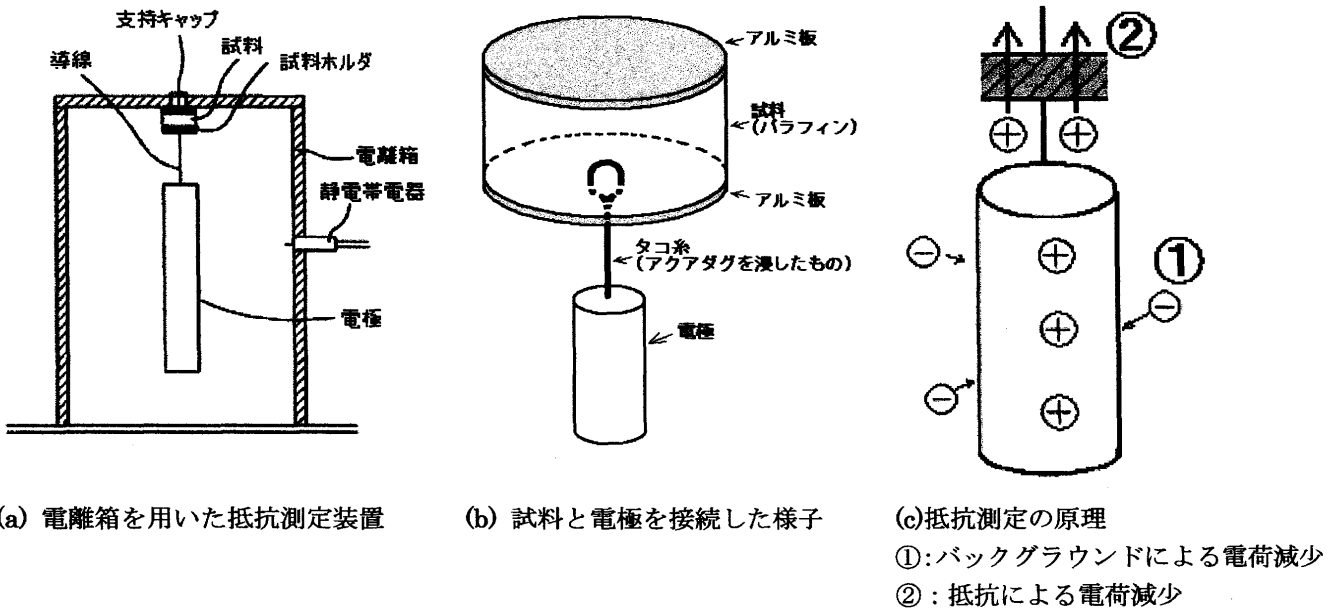 支持キャップ
試料
試料ホルダ
導線
電離箱
静電帯電器
電極
アルミ板
試料
(パラフィン)
アルミ板
タコ糸
(アクアダグを浸したもの)
電極
②
①
(a) 電離箱を用いた抵抗測定装置
(b) 試料と電極を接続した様子
(c)抵抗測定の原理
①:バックグラウンドによる電荷減少
②:抵抗による電荷減少